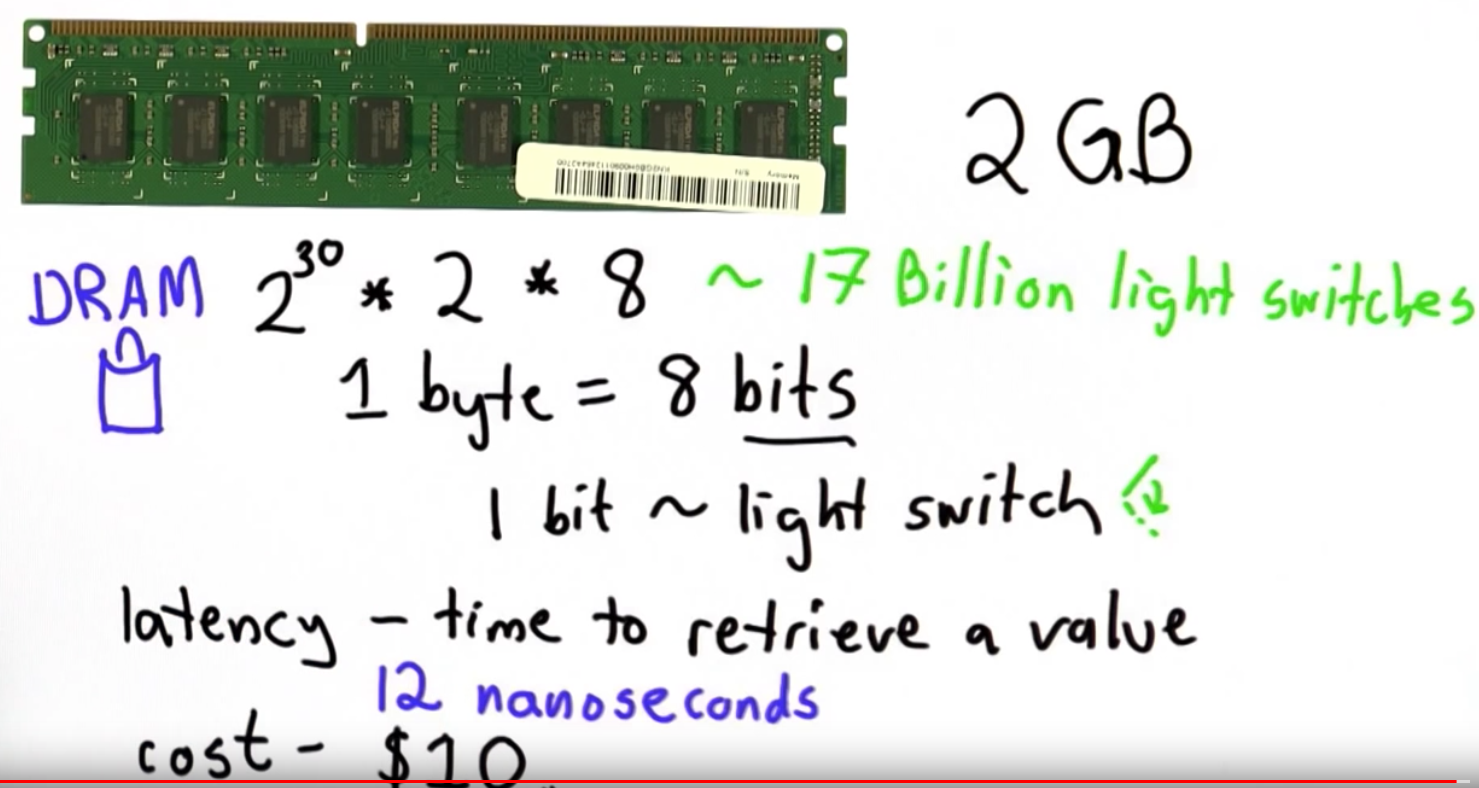 2 GB
DRAM 2^30 * 2 * 8 ~ 17 Billion light switches
1 byte = 8 bits
1 bit ~ light switch
latency - time to retrieve a value
12 nanoseconds
cost - $10
Memory S/N